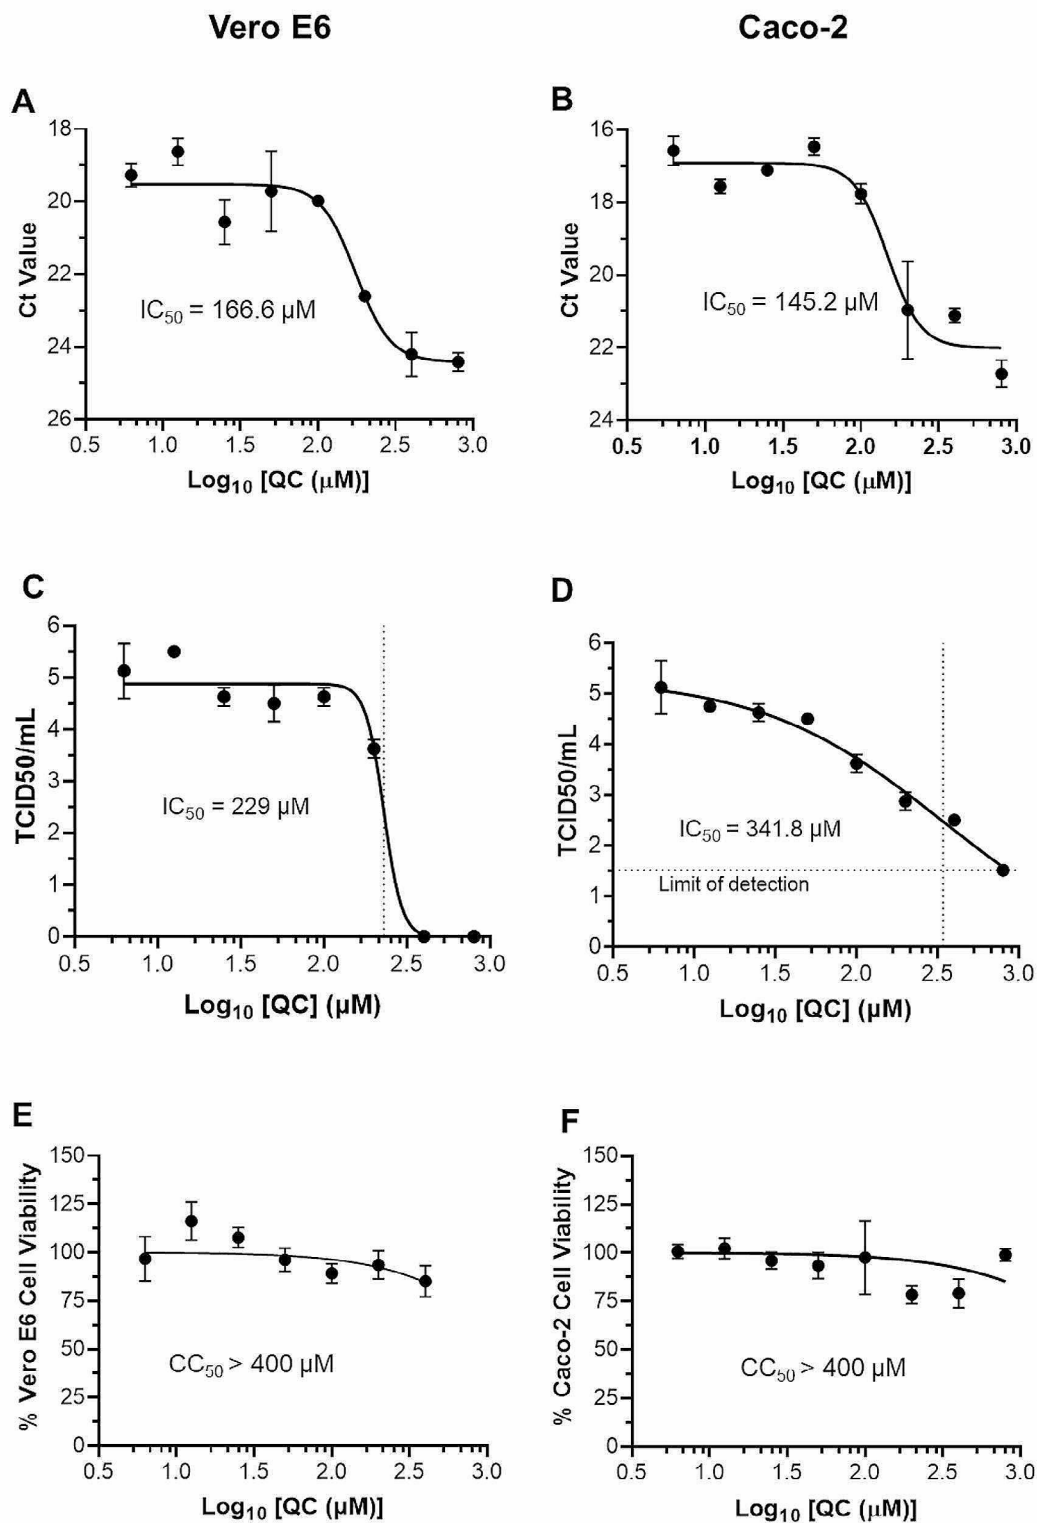 Vero E6
Caco-2
A
18
20
22
24
26
Ct Value
IC50 = 166.6 µM
0.5 1.0 1.5 2.0 2.5 3.0
Log10 [QC (µM)]
B
16
18
20
22
24
Ct Value
IC50 = 145.2 µM
0.5 1.0 1.5 2.0 2.5 3.0
Log10 [QC (µM)]
C
6
5
4
3
2
1
0
TCID50/mL
IC50 = 229 µM
0.5 1.0 1.5 2.0 2.5 3.0
Log10 [QC] (µM)
D
6
5
4
3
2
1
0
TCID50/mL
IC50 = 341.8 µM
Limit of detection
0.5 1.0 1.5 2.0 2.5 3.0
Log10 [QC] (µM)
E
150
125
100
75
50
25
0
% Vero E6 Cell Viability
CC50 > 400 µM
0.5 1.0 1.5 2.0 2.5 3.0
Log10 [QC (µM)]
F
150
125
100
75
50
25
0
% Caco-2 Cell Viability
CC50 > 400 µM
0.5 1.0 1.5 2.0 2.5 3.0
Log10 [QC (µM)]